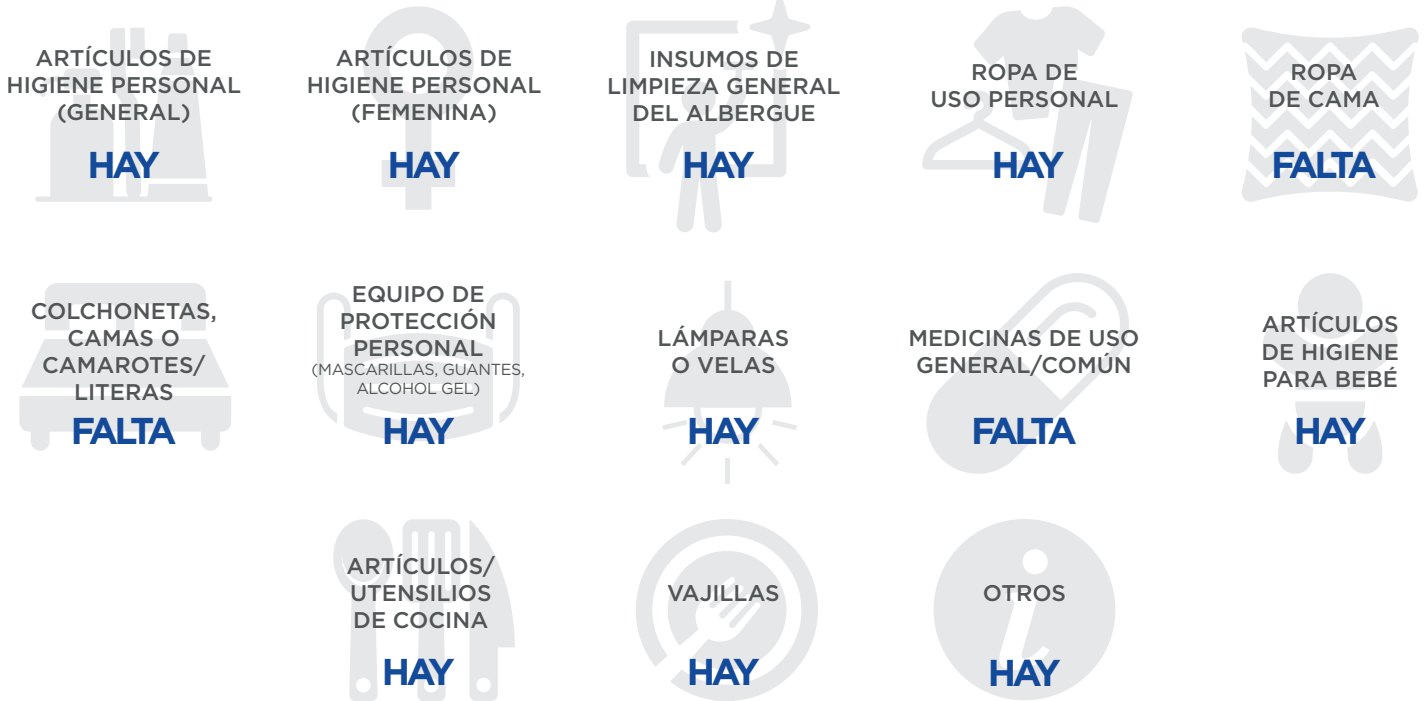 ARTÍCULOS DE
HIGIENE PERSONAL
(GENERAL)
HAY
ARTÍCULOS DE
HIGIENE PERSONAL
(FEMENINA)
HAY
INSUMOS DE
LIMPIEZA GENERAL
DEL ALBERGUE
HAY
ROPA DE
USO PERSONAL
HAY
ROPA
DE CAMA
FALTA
COLCHONETAS,
CAMAS O
CAMAROTES/
LITERAS
FALTA
EQUIPO DE
PROTECCIÓN
PERSONAL
(MASCARILLAS, GUANTES,
ALCOHOL GEL)
HAY
LÁMPARAS
O VELAS
HAY
MEDICINAS DE USO
GENERAL/COMÚN
FALTA
ARTÍCULOS
DE HIGIENE
PARA BEBÉ
HAY
ARTÍCULOS/
UTENSILIOS
DE COCINA
HAY
VAJILLAS
HAY
OTROS
HAY